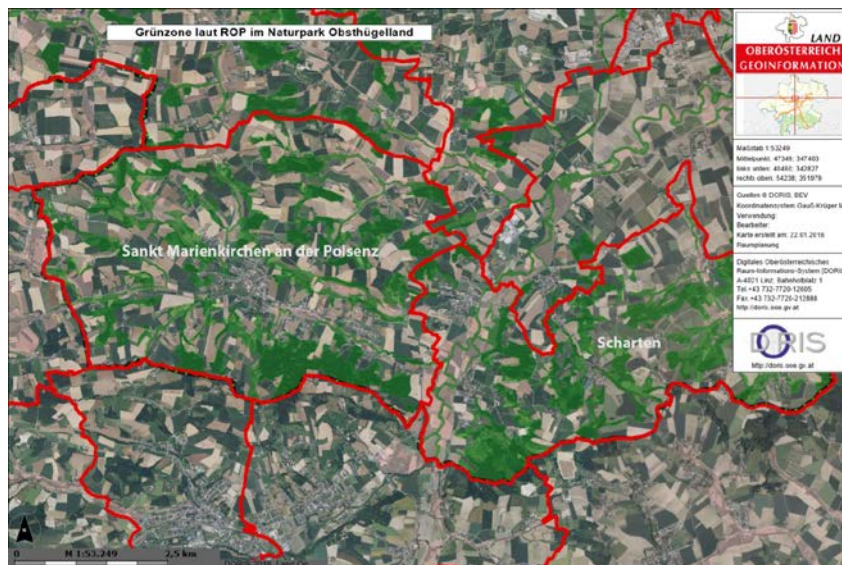 Grünzone laut ROP im Naturpark Obsthügelland
LAND
OBERÖSTERREICH
GEOINFORMATION
Maßstab 1:53249
Mittelpunkt: 47349; 347403
rechts oben: 54238; 351979
Quellen © DORIS, BEV
Koordinatensystem Gauß-Krüger M
Verwendung:
Bearbeiter:
Karte erstellt am: 22.01.2016
Raumplanung
Digitales Oberösterreichisches
Raum-Informations-System [DORIS
A-4021 Linz, Bahnhofplatz 1
Tel.+43 732-7720-12605
Fax.+43 732-7720-212888
http://doris.ooe.gv.at
DORIS
http://doris.ooe.gv.at
Sankt Marienkirchen an der Polsenz
Scharten
0 M 1:53.249 2,5 km